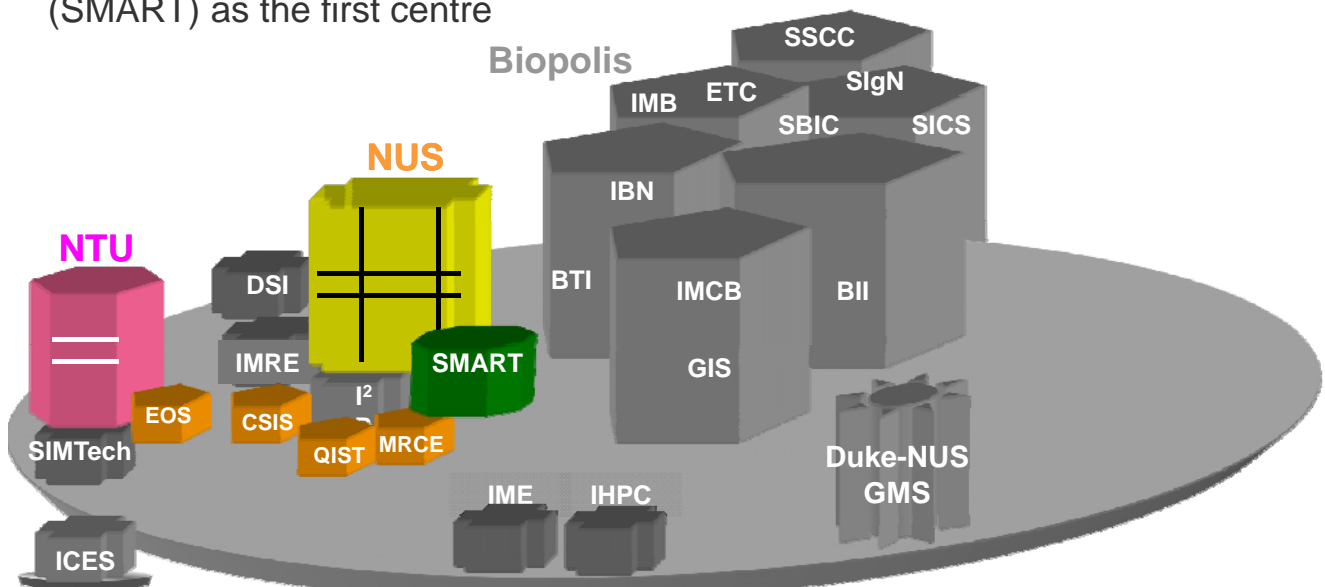 (SMART) as the first centre
Biopolis
SSCC
IMB
ETC
SIgN
SBIC
SICS
NUS
IBN
NTU
DSI
BTI
IMCB
BII
IMRE
SMART
GIS
I²
EOS
CSIS
SIMTech
QIST
MRCE
Duke-NUS
GMS
IME
IHPC
ICES